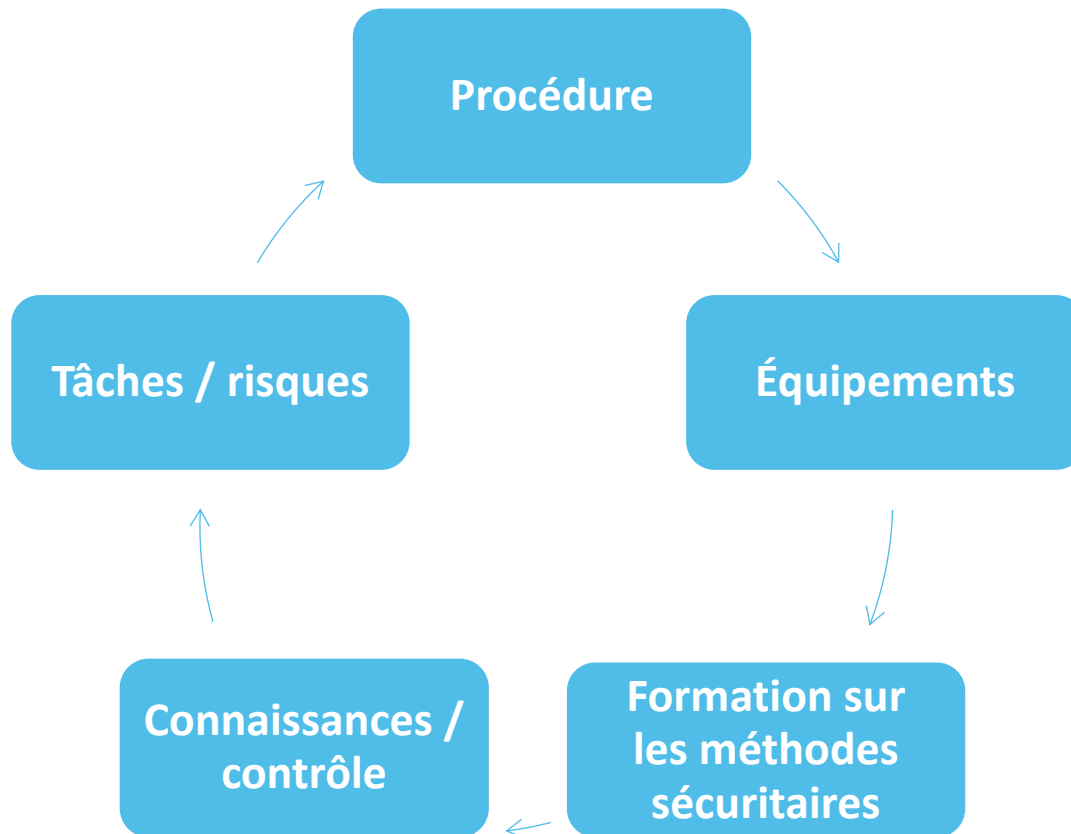 Procédure
Tâches / risques
Équipements
Connaissances /
contrôle
Formation sur
les méthodes
sécuritaires